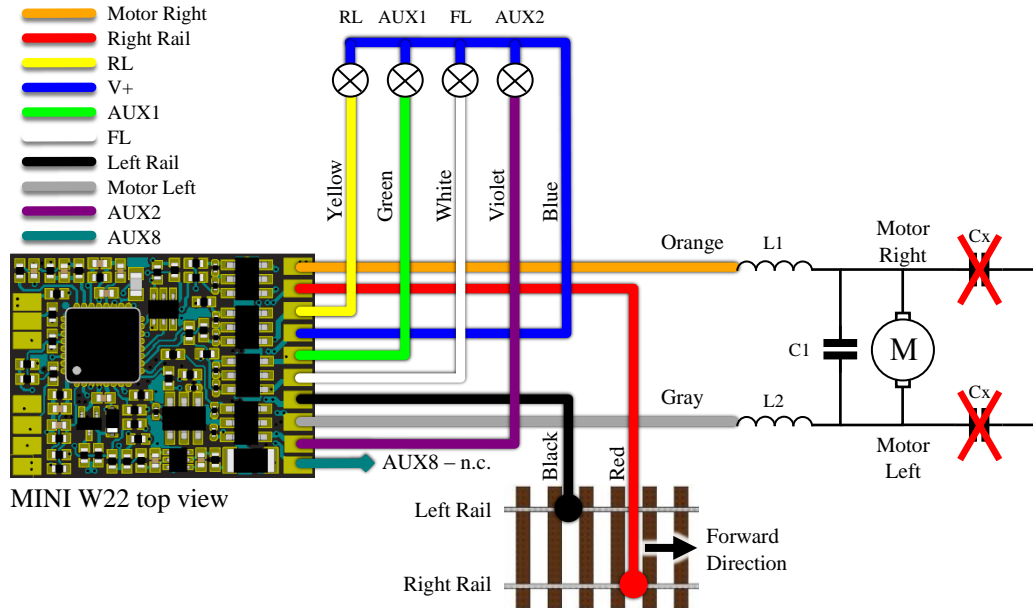 Motor Right
Right Rail
RL
V+
AUX1
FL
Left Rail
Motor Left
AUX2
AUX8
RL AUX1 FL AUX2
Yellow
Green
White
Violet
Blue
Orange
L1
Motor
Right
Cx
C1
M
Gray
L2
Cx
Motor
Left
AUX8 – n.c.
MINI W22 top view
Black
Red
Left Rail
Right Rail
Forward
Direction